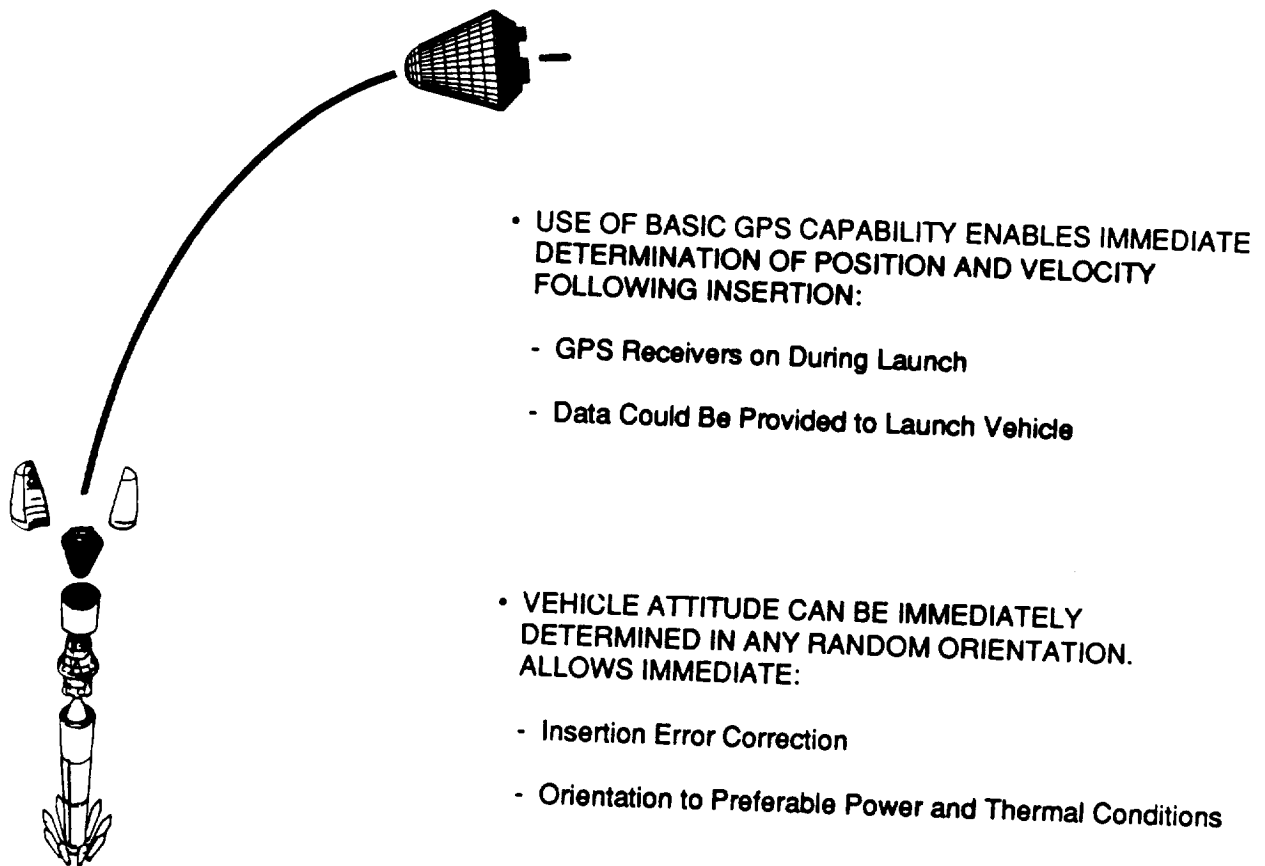 • USE OF BASIC GPS CAPABILITY ENABLES IMMEDIATE
DETERMINATION OF POSITION AND VELOCITY
FOLLOWING INSERTION:
- GPS Receivers on During Launch
- Data Could Be Provided to Launch Vehicle
• VEHICLE ATTITUDE CAN BE IMMEDIATELY
DETERMINED IN ANY RANDOM ORIENTATION.
ALLOWS IMMEDIATE:
- Insertion Error Correction
- Orientation to Preferable Power and Thermal Conditions